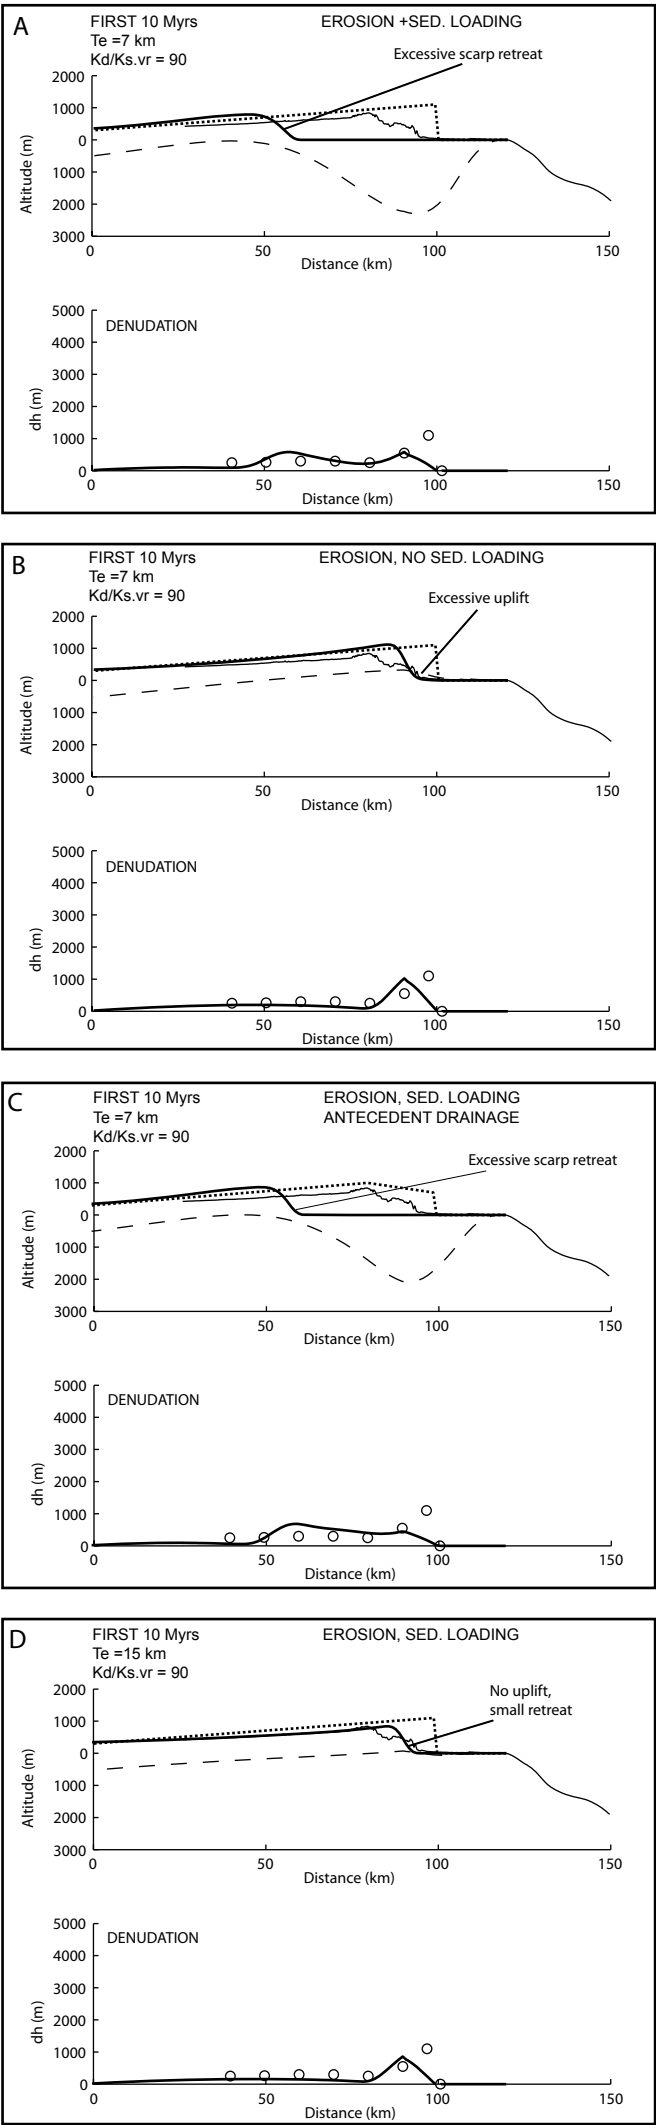 A
FIRST 10 Myrs
EROSION +SED. LOADING
Te =7 km
Kd/Ks.vr = 90
Excessive scarp retreat
2000
1000
0
1000
2000
3000
Altitude (m)
0
50
100
150
Distance (km)
5000
4000
3000
2000
1000
0
dh (m)
DENUDATION
0
50
100
150
Distance (km)
B
FIRST 10 Myrs
EROSION, NO SED. LOADING
Te =7 km
Kd/Ks.vr = 90
Excessive uplift
2000
1000
0
1000
2000
3000
Altitude (m)
0
50
100
150
Distance (km)
5000
4000
3000
2000
1000
0
dh (m)
DENUDATION
0
50
100
150
Distance (km)
C
FIRST 10 Myrs
EROSION, SED. LOADING
Te =7 km
ANTECEDENT DRAINAGE
Kd/Ks.vr = 90
Excessive scarp retreat
2000
1000
0
1000
2000
3000
Altitude (m)
0
50
100
150
Distance (km)
5000
4000
3000
2000
1000
0
dh (m)
DENUDATION
0
50
100
150
Distance (km)
D
FIRST 10 Myrs
EROSION, SED. LOADING
Te =15 km
Kd/Ks.vr = 90
No uplift,
small retreat
2000
1000
0
1000
2000
3000
Altitude (m)
0
50
100
150
Distance (km)
5000
4000
3000
2000
1000
0
dh (m)
DENUDATION
0
50
100
150
Distance (km)